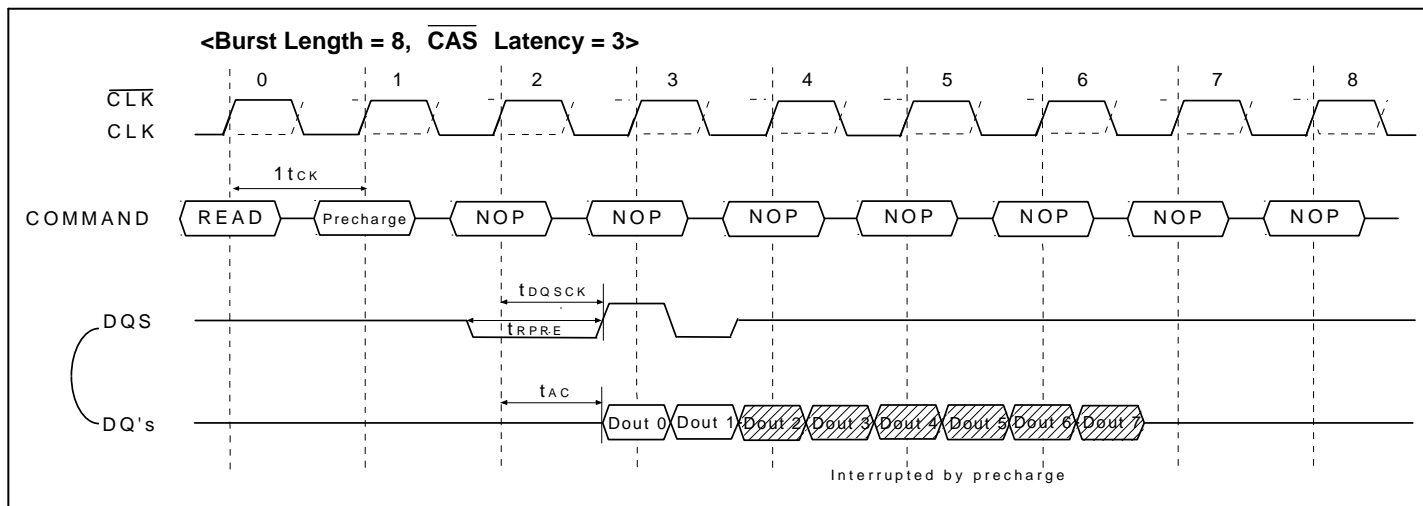 <Burst Length = 8, CAS Latency = 3>
0 1 2 3 4 5 6 7 8
CLK
CLK
1tCK
COMMAND READ Precharge NOP NOP NOP NOP NOP NOP NOP
tDQSCK
DQS
tRPRE
tAC
DQ's Dout 0 Dout 1 Dout 2 Dout 3 Dout 4 Dout 5 Dout 6 Dout 7
Interrupted by precharge